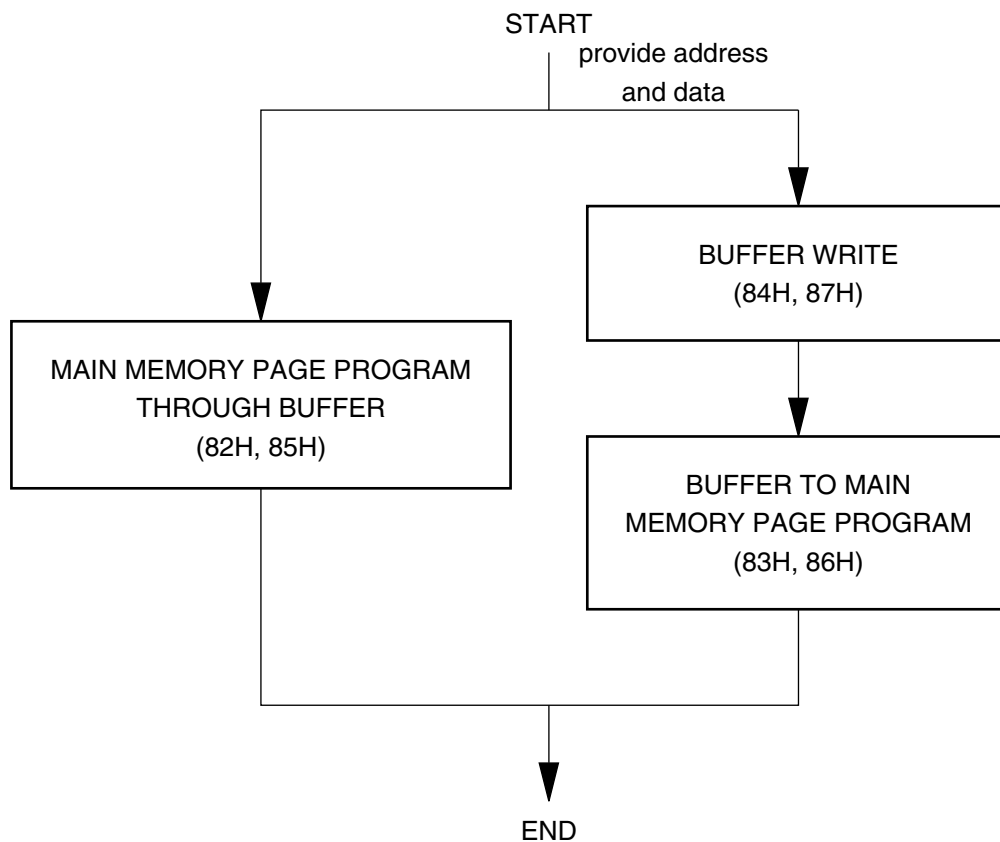 START
provide address
and data
BUFFER WRITE
(84H, 87H)
MAIN MEMORY PAGE PROGRAM
THROUGH BUFFER
(82H, 85H)
BUFFER TO MAIN
MEMORY PAGE PROGRAM
(83H, 86H)
END